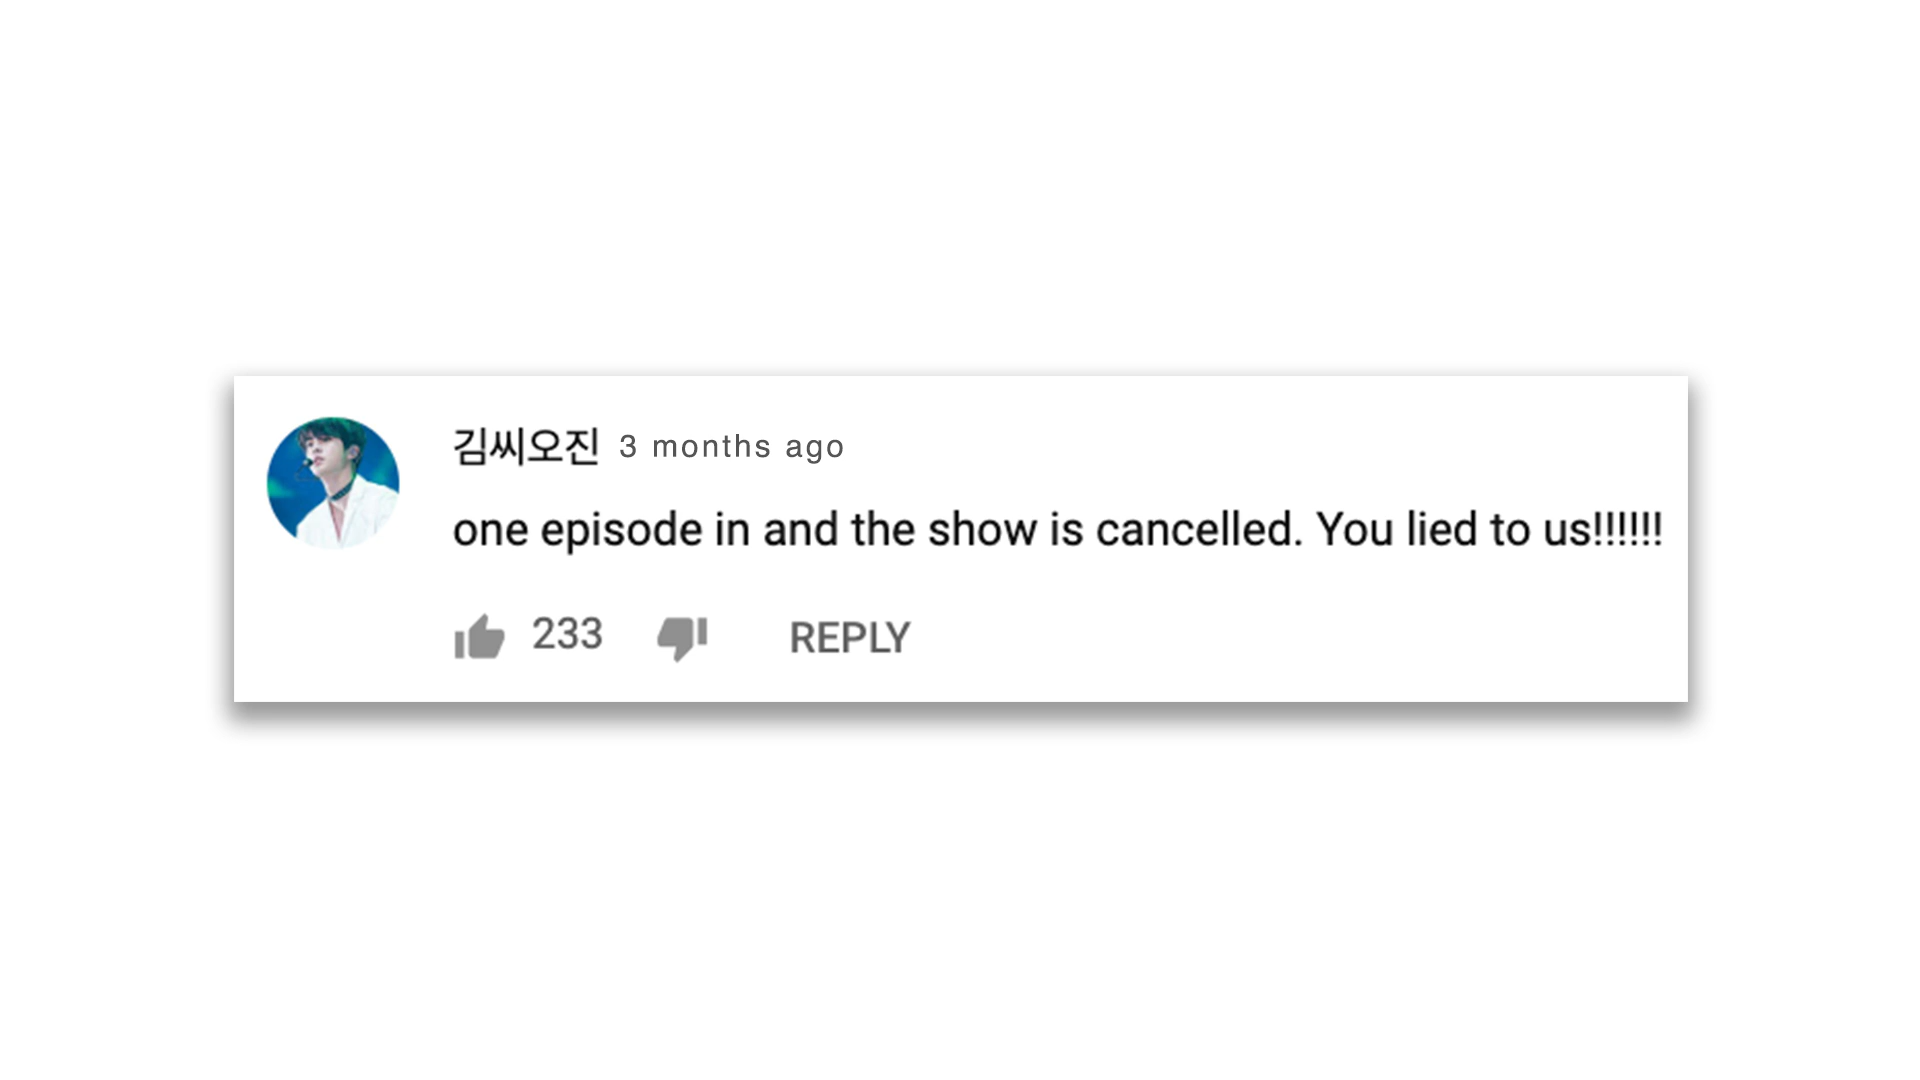 김씨오진 3 months ago
one episode in and the show is cancelled. You lied to us!!!!!!
233 REPLY